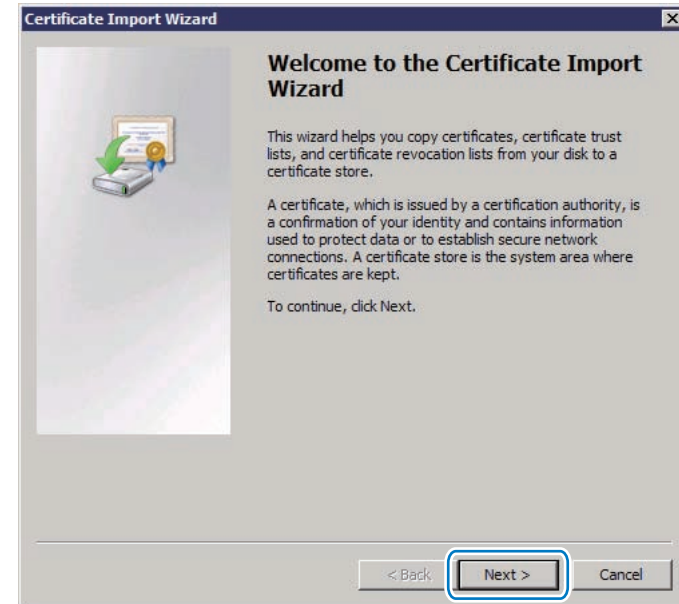 Certificate Import Wizard
Welcome to the Certificate Import
Wizard
This wizard helps you copy certificates, certificate trust
lists, and certificate revocation lists from your disk to a
certificate store.
A certificate, which is issued by a certification authority, is
a confirmation of your identity and contains information
used to protect data or to establish secure network
connections. A certificate store is the system area where
certificates are kept.
To continue, click Next.
< Back Next > Cancel